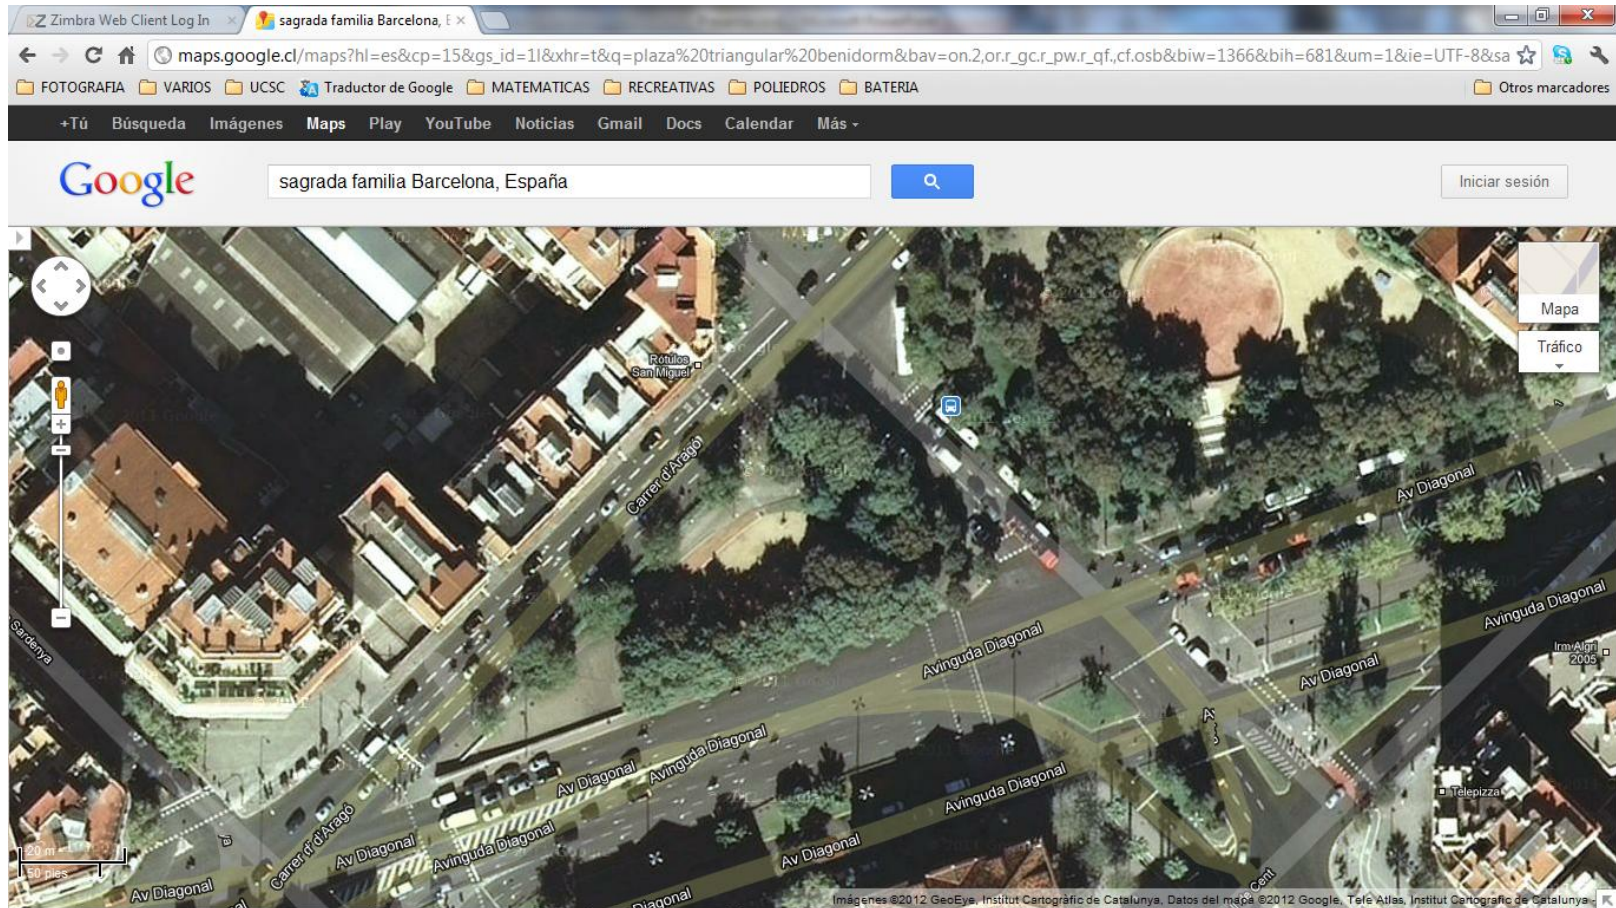 Zimbra Web Client Log In
sagrada familia Barcelona, E
maps.google.cl/maps?hl=es&cp=15&gs_id=1l&xhr=t&q=plaza%20triangular%20benidorm&bav=on.2,or.r_gc.r_pw.r_qf.,cf.osb&biw=1366&bih=681&um=1&ie=UTF-8&sa
FOTOGRAFIA VARIOS UCSC Traductor de Google MATEMATICAS RECREATIVAS POLIEDROS BATERIA Otros marcadores
+Tú Búsqueda Imágenes Maps Play YouTube Noticias Gmail Docs Calendar Más
Google sagrada familia Barcelona, España Iniciar sesión
Mapa
Tráfico
Rótulos
San Miguel
Carrer d'Aragó
Av Diagonal
Avinguda Diagonal
Sardenya
Avinguda Diagonal
Irm Algri
2005
Av Diagonal
Avinguda Diagonal
Av Diagonal
Avinguda Diagonal
Telepizza
Carrer d'Aragó
Av Diagonal
Avinguda Diagonal
Av Diagonal
20 m
50 pies
Av Diagonal
Diagonal
Cent
Imágenes ©2012 GeoEye, Institut Cartogràfic de Catalunya, Datos del mapa ©2012 Google, Tele Atlas, Institut Cartogràfic de Catalunya -